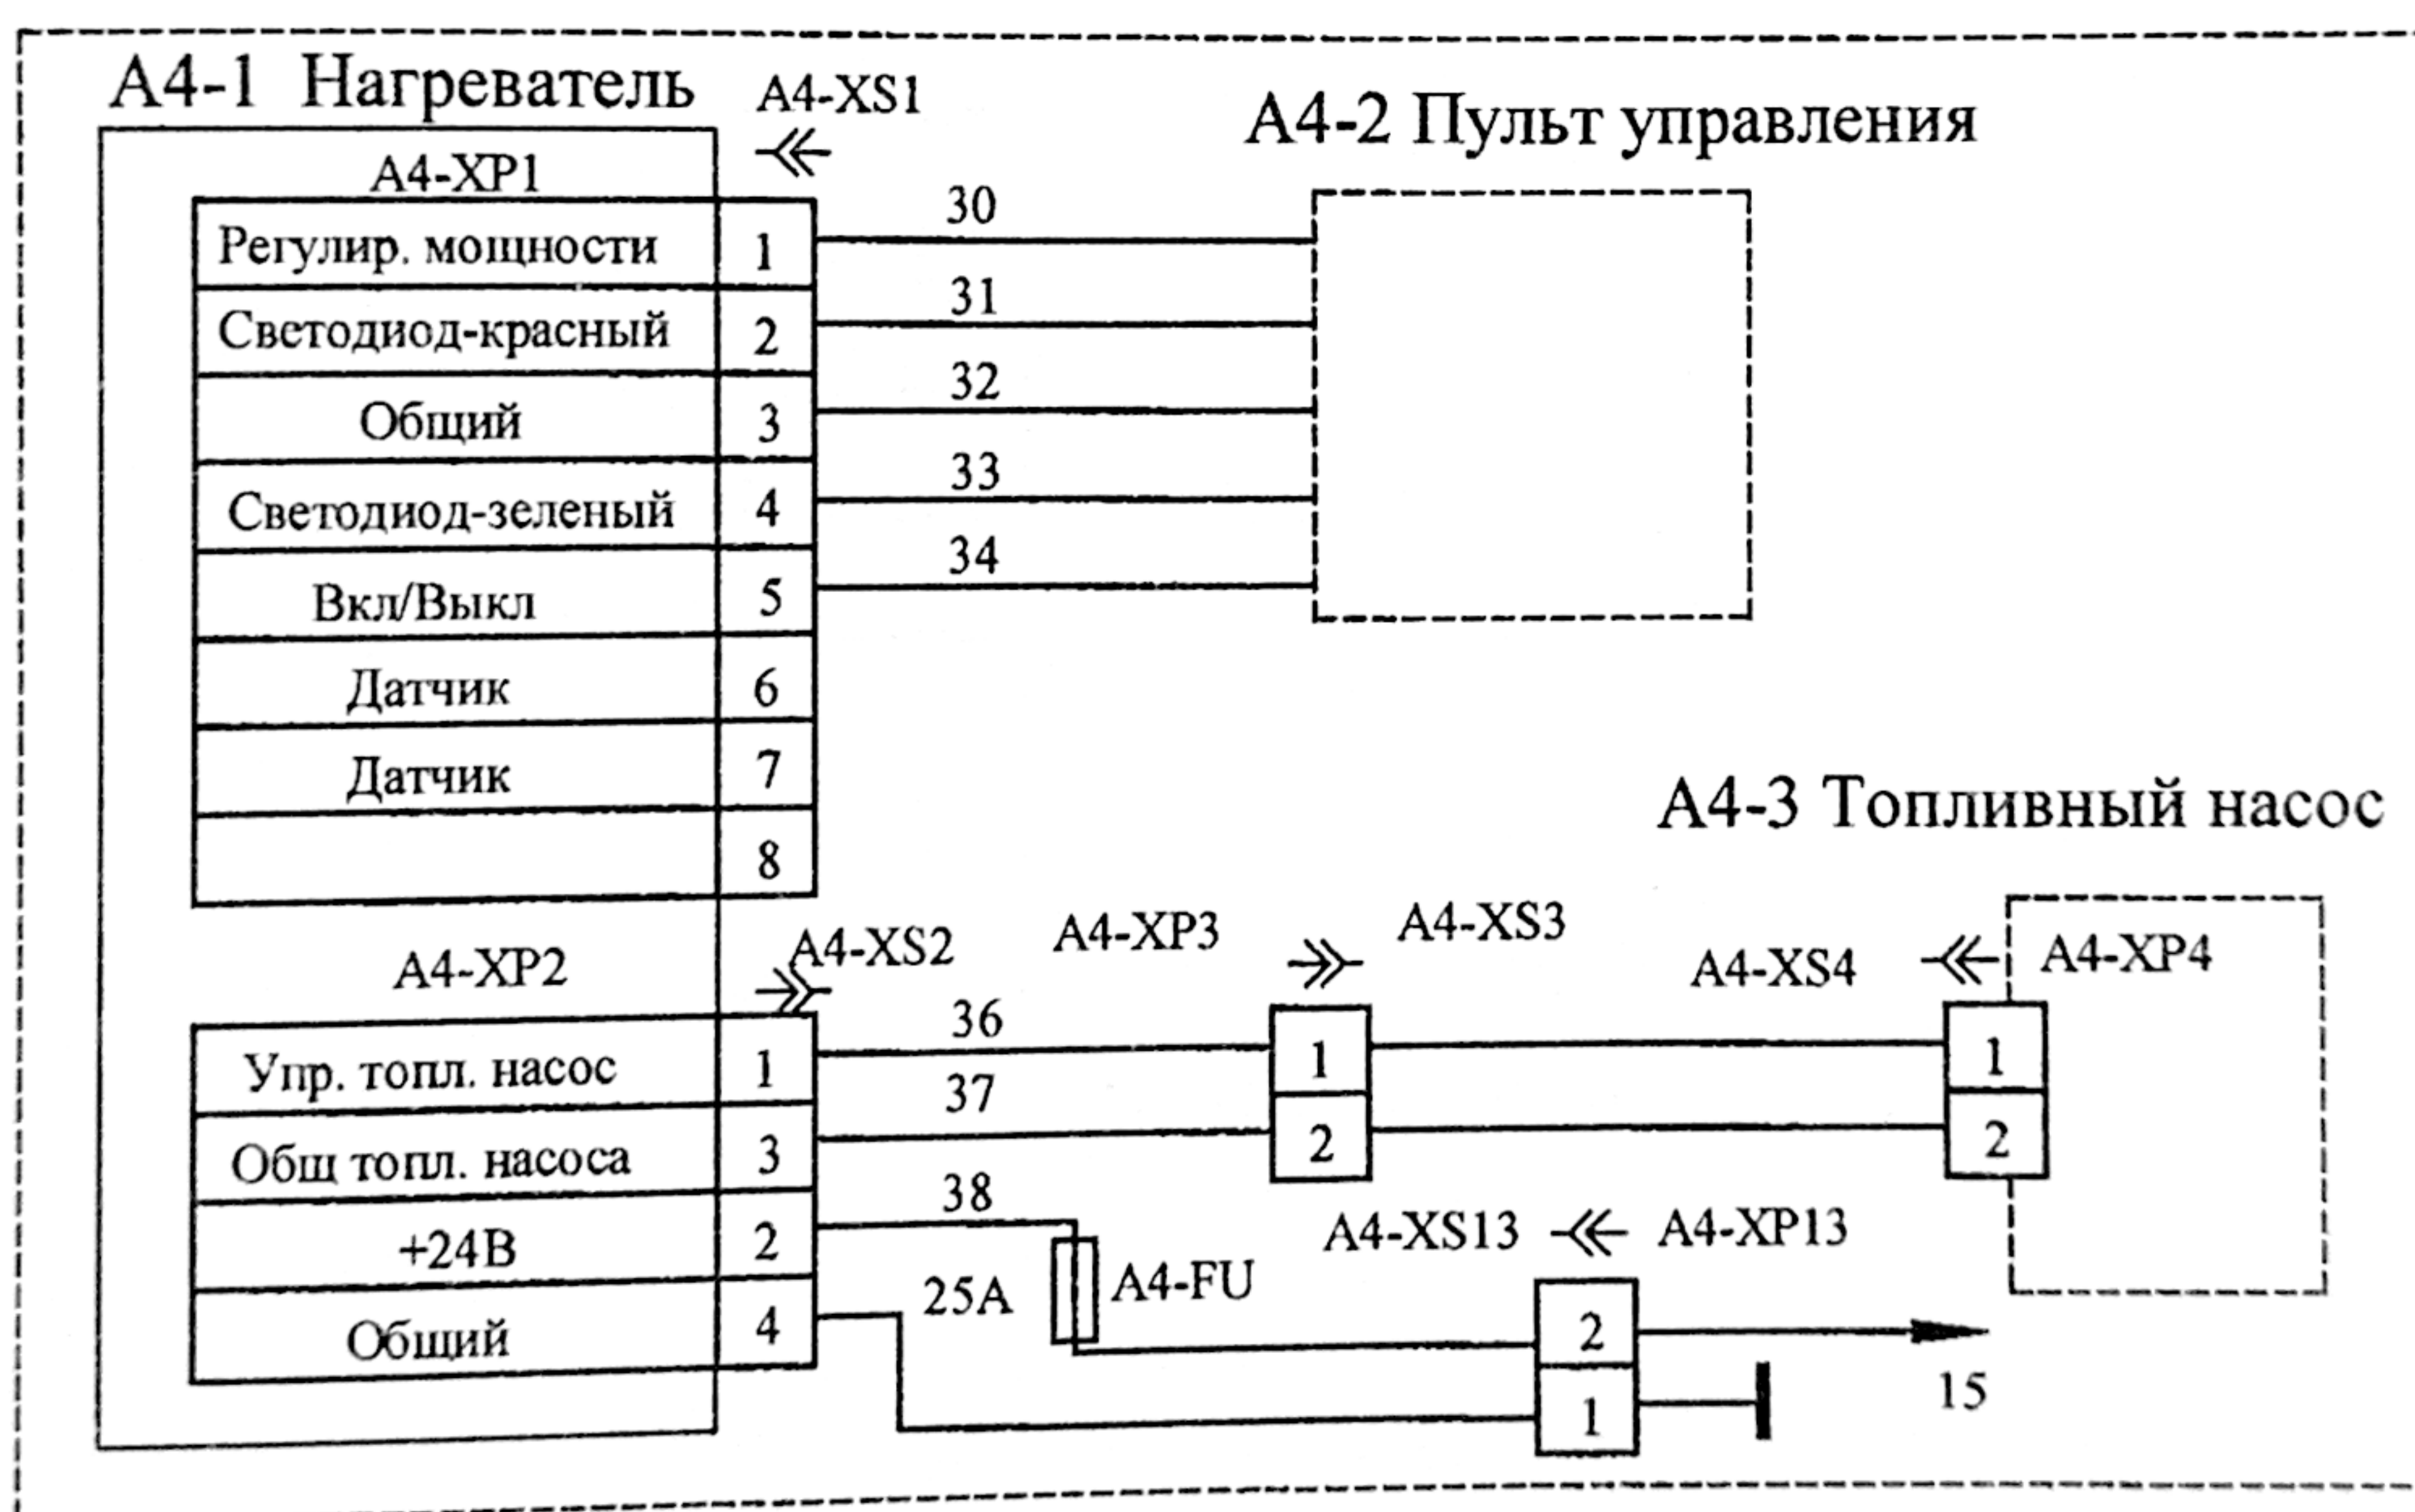 А4-1 Нагреватель
А4-XS1
А4-2 Пульт управления
А4-XP1
Регулир. мощности 1 30
Светодиод-красный 2 31
Общий 3 32
Светодиод-зеленый 4 33
Вкл/Выкл 5 34
Датчик 6
Датчик 7
8
А4-3 Топливный насос
А4-XP2
А4-XS2
А4-XP3
А4-XS3
А4-XS4
А4-XP4
Упр. топл. насос 1 36 1 1
Общ топл. насоса 3 37 2 2
+24В 2 38
25А
А4-FU
А4-XS13
А4-XP13
Общий 4
2
15
1